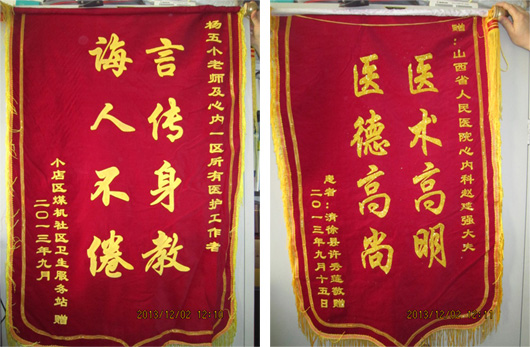 杨五小老师及心内一区所有医护工作者
言传身教
诲人不倦
小店区煤机社区卫生服务站 赠
二〇一三年九月
2013/12/02
赠:山西省人民医院心内科赵建强大夫
医术高明
医德高尚
患者:清徐县许秀莲敬赠
二〇一三年九月十五日
2013/12/02